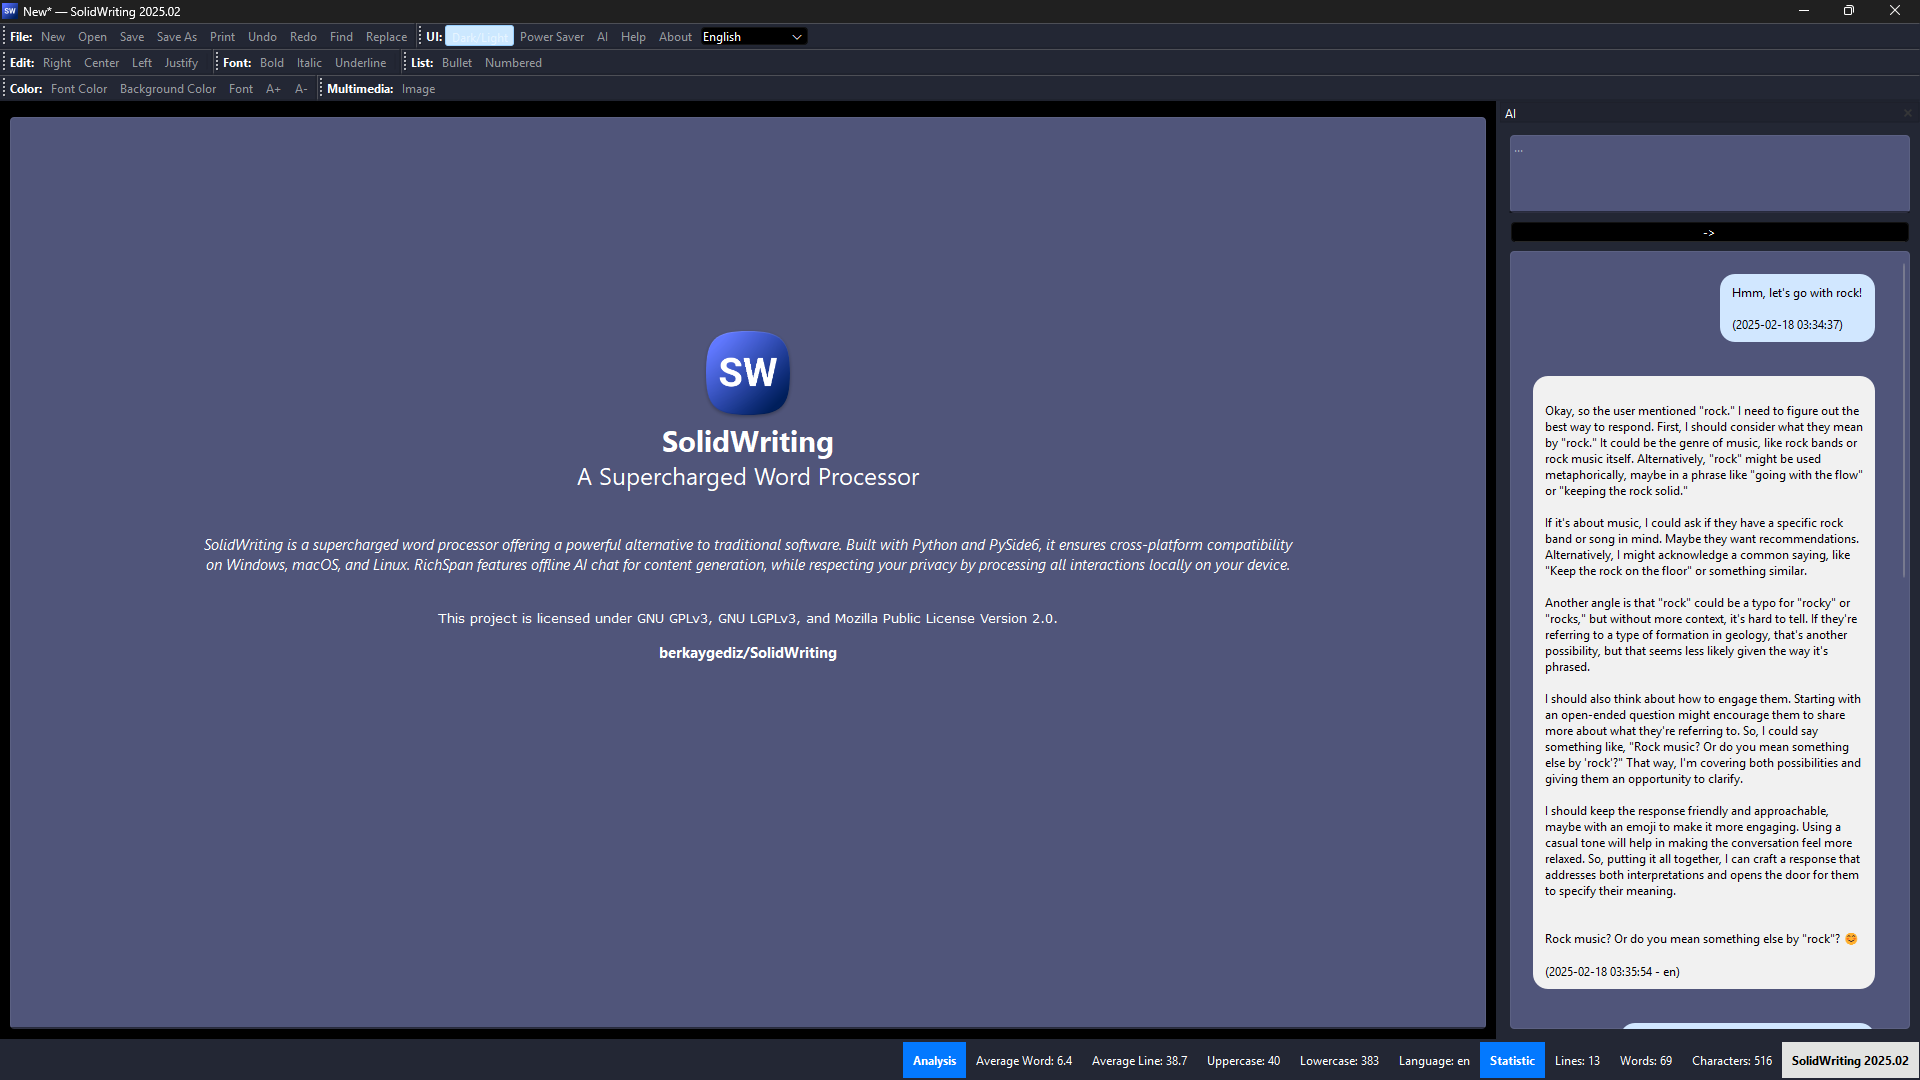 SW New* — SolidWriting 2025.02
File: New Open Save Save As Print Undo Redo Find Replace UI: Dark/Light Power Saver AI Help About English
Edit: Right Center Left Justify Font: Bold Italic Underline List: Bullet Numbered
Color: Font Color Background Color Font A+ A- Multimedia: Image
SW
SolidWriting
A Supercharged Word Processor
SolidWriting is a supercharged word processor offering a powerful alternative to traditional software. Built with Python and PySide6, it ensures cross-platform compatibility
on Windows, macOS, and Linux. RichSpan features offline AI chat for content generation, while respecting your privacy by processing all interactions locally on your device.
This project is licensed under GNU GPLv3, GNU LGPLv3, and Mozilla Public License Version 2.0.
berkaygediz/SolidWriting
AI
...
->
Hmm, let's go with rock!
(2025-02-18 03:34:37)
Okay, so the user mentioned "rock." I need to figure out the
best way to respond. First, I should consider what they mean
by "rock." It could be the genre of music, like rock bands or
rock music itself. Alternatively, "rock" might be used
metaphorically, maybe in a phrase like "going with the flow"
or "keeping the rock solid."
If it's about music, I could ask if they have a specific rock
band or song in mind. Maybe they want recommendations.
Alternatively, I might acknowledge a common saying, like
"Keep the rock on the floor" or something similar.
Another angle is that "rock" could be a typo for "rocky" or
"rocks," but without more context, it's hard to tell. If they're
referring to a type of formation in geology, that's another
possibility, but that seems less likely given the way it's
phrased.
I should also think about how to engage them. Starting with
an open-ended question might encourage them to share
more about what they're referring to. So, I could say
something like, "Rock music? Or do you mean something
else by 'rock'?" That way, I'm covering both possibilities and
giving them an opportunity to clarify.
I should keep the response friendly and approachable,
maybe with an emoji to make it more engaging. Using a
casual tone will help in making the conversation feel more
relaxed. So, putting it all together, I can craft a response that
addresses both interpretations and opens the door for them
to specify their meaning.
Rock music? Or do you mean something else by "rock"? 😊
(2025-02-18 03:35:54 - en)
Analysis Average Word: 6.4 Average Line: 38.7 Uppercase: 40 Lowercase: 383 Language: en Statistic Lines: 13 Words: 69 Characters: 516 SolidWriting 2025.02